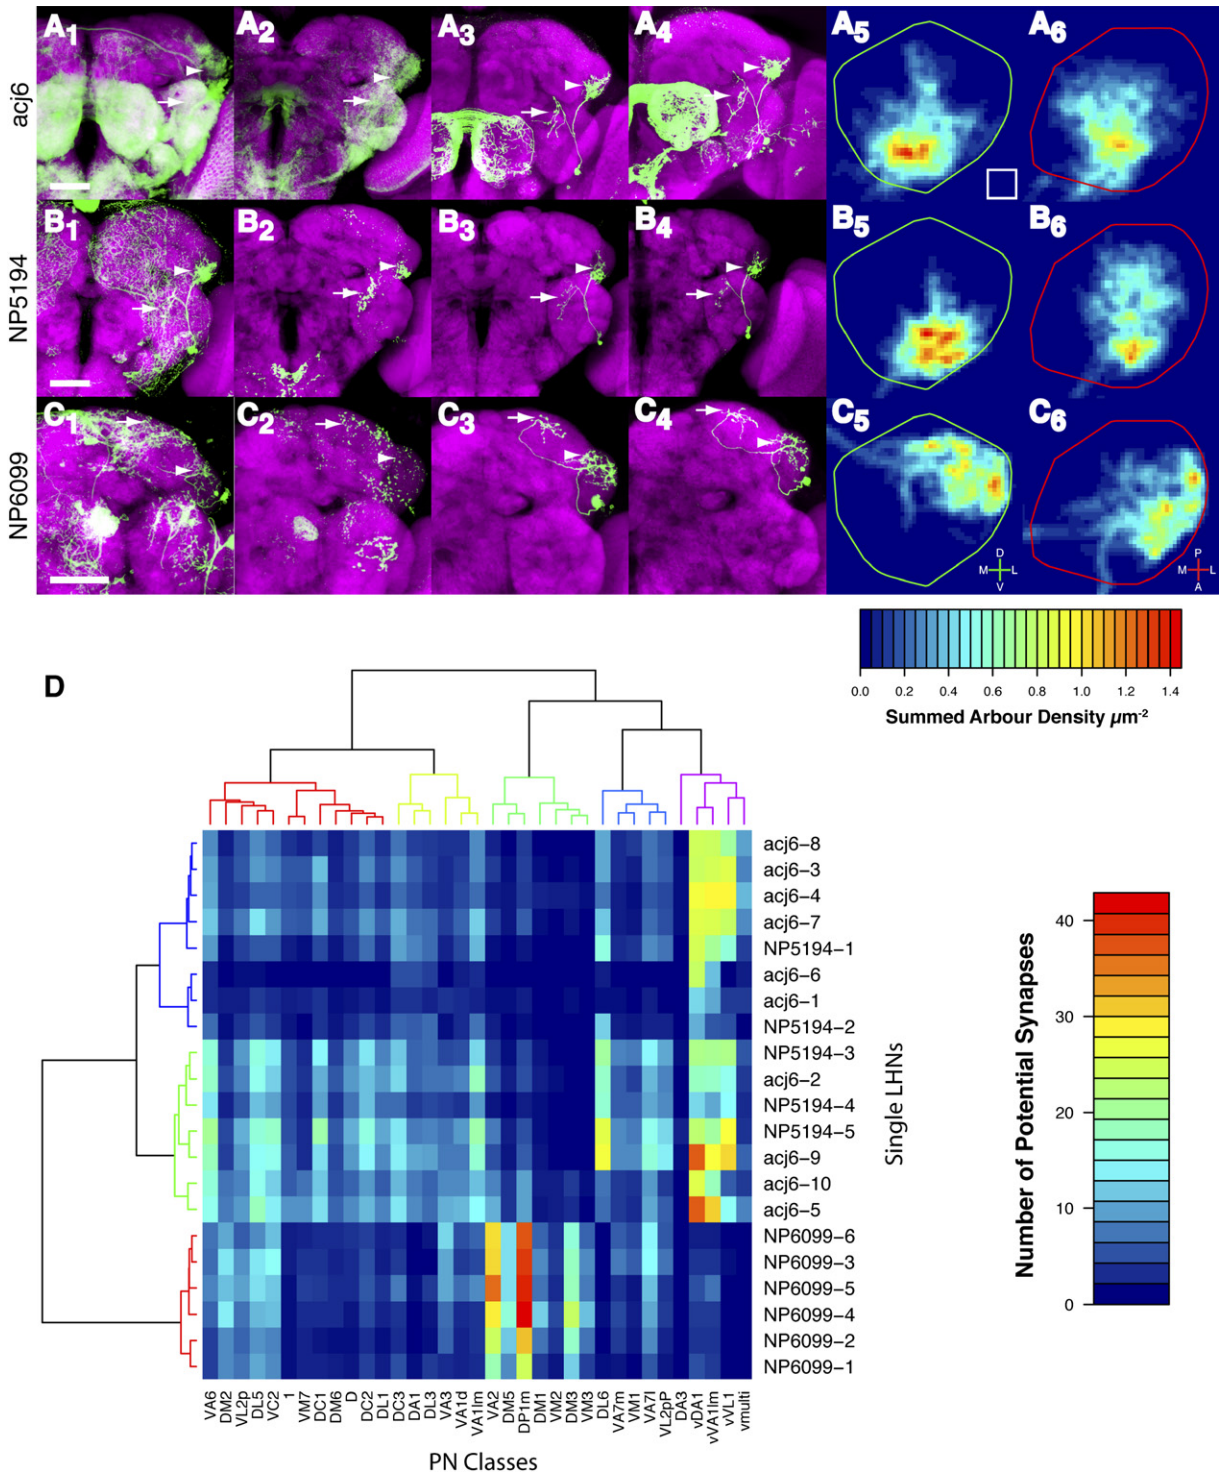 A1 A2 A3 A4 A5 A6
acj6
B1 B2 B3 B4 B5 B6
NP5194
C1 C2 C3 C4 C5 C6
NP6099
D
M L
V
P
M L
A
0.0 0.2 0.4 0.6 0.8 1.0 1.2 1.4
Summed Arbour Density µm-2
D
acj6-8
acj6-3
acj6-4
acj6-7
NP5194-1
acj6-6
acj6-1
NP5194-2
NP5194-3
acj6-2
NP5194-4
NP5194-5
acj6-9
acj6-10
acj6-5
NP6099-6
NP6099-3
NP6099-5
NP6099-4
NP6099-2
NP6099-1
Single LHNs
VA6 DM2 VL2p DL5 VC2 1 VM7 DC1 DM6 D DC2 DL1 DC3 DA1 DL3 VA3 VA1d VA1lm VA2 DM5 DP1m DM1 VM2 DM3 VM3 DL6 VA7m VM1 VA7l VL2pP DA3 vDA1 vVA1lm vVL1 vmulti
PN Classes
Number of Potential Synapses
40
30
20
10
0